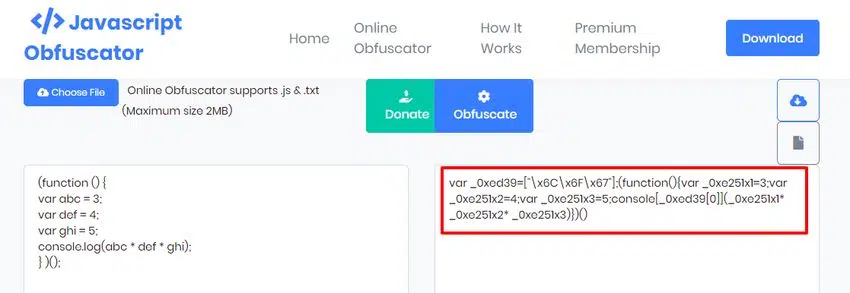 </> Javascript
Obfuscator
Home
Online
Obfuscator
How It
Works
Premium
Membership
Download
Choose File
Online Obfuscator supports .js & .txt
(Maximum size 2MB)
Donate
Obfuscate
(function () {
var abc = 3;
var def = 4;
var ghi = 5;
console.log(abc * def * ghi);
} )();
var _0xed39=["\x6C\x6F\x67"];(function(){var _0xe251x1=3;var
_0xe251x2=4;var _0xe251x3=5;console[_0xed39[0]](_0xe251x1*
_0xe251x2* _0xe251x3)})()